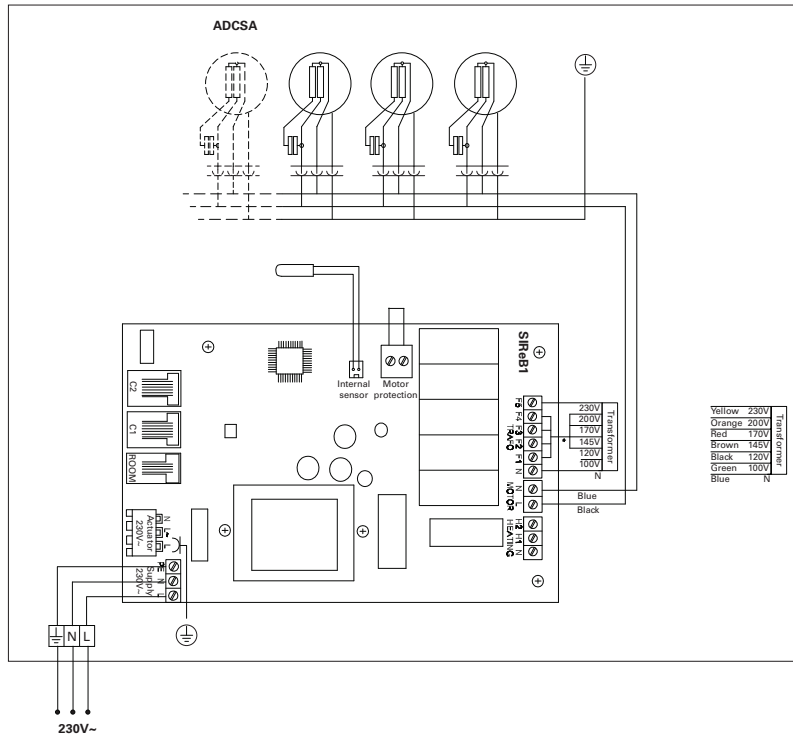 ADCSA
SIReB1
Internal sensor
Motor protection
C2
C1
ROOM
Actuator 230V~
N
L
L
Supply 230V~
PE
N
L
F5
F4
F3
F2
F1
N
TRAFO
N
L
MOTOR
H2
H1
N
HEATING
230V
200V
170V
145V
120V
100V
N
Transformer
Blue
Black
Yellow 230V
Orange 200V
Red 170V
Brown 145V
Black 120V
Green 100V
Blue N
Transformer
N L
230V~